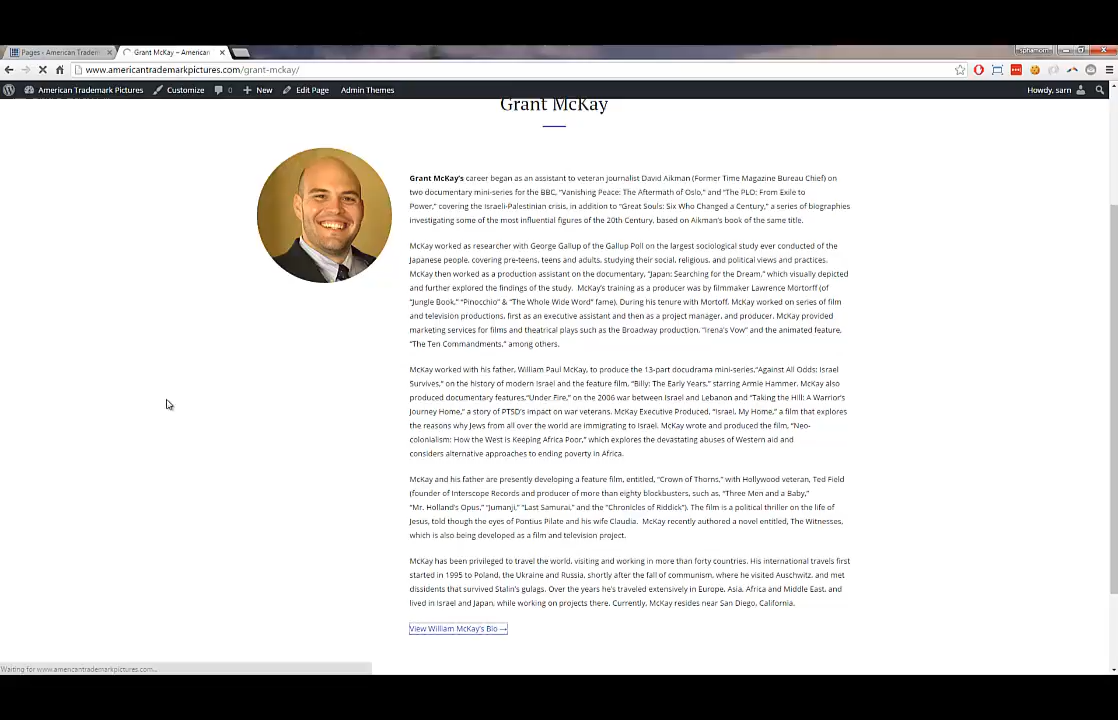 Pages ‹ American Tradem
Grant McKay – American
sphamorn
www.americantrademarkpictures.com/grant-mckay/
American Trademark Pictures
Customize
0
New
Edit Page
Admin Themes
Howdy, sarn
Grant McKay
Grant McKay's career began as an assistant to veteran journalist David Aikman (Former Time Magazine Bureau Chief) on
two documentary mini-series for the BBC, "Vanishing Peace: The Aftermath of Oslo," and "The PLO: From Exile to
Power," covering the Israeli-Palestinian crisis, in addition to "Great Souls: Six Who Changed a Century," a series of biographies
investigating some of the most influential figures of the 20th Century, based on Aikman's book of the same title.
McKay worked as researcher with George Gallup of the Gallup Poll on the largest sociological study ever conducted of the
Japanese people, covering pre-teens, teens and adults, studying their social, religious, and political views and practices.
McKay then worked as a production assistant on the documentary, "Japan: Searching for the Dream," which visually depicted
and further explored the findings of the study.  McKay's training as a producer was by filmmaker Lawrence Mortorff (of
"Jungle Book," "Pinocchio" & "The Whole Wide Word" fame). During his tenure with Mortoff, McKay worked on series of film
and television productions, first as an executive assistant and then as a project manager, and producer. McKay provided
marketing services for films and theatrical plays such as the Broadway production, "Irena's Vow" and the animated feature,
"The Ten Commandments," among others.
McKay worked with his father, William Paul McKay, to produce the 13-part docudrama mini-series,"Against All Odds: Israel
Survives," on the history of modern Israel and the feature film, "Billy: The Early Years," starring Armie Hammer. McKay also
produced documentary features,"Under Fire," on the 2006 war between Israel and Lebanon and "Taking the Hill: A Warrior's
Journey Home," a story of PTSD's impact on war veterans. McKay Executive Produced, "Israel, My Home," a film that explores
the reasons why Jews from all over the world are immigrating to Israel. McKay wrote and produced the film, "Neo-
colonialism: How the West is Keeping Africa Poor," which explores the devastating abuses of Western aid and
considers alternative approaches to ending poverty in Africa.
McKay and his father are presently developing a feature film, entitled, "Crown of Thorns," with Hollywood veteran, Ted Field
(founder of Interscope Records and producer of more than eighty blockbusters, such as, "Three Men and a Baby,"
"Mr. Holland's Opus," "Jumanji," "Last Samurai," and the "Chronicles of Riddick"). The film is a political thriller on the life of
Jesus, told though the eyes of Pontius Pilate and his wife Claudia.  McKay recently authored a novel entitled, The Witnesses,
which is also being developed as a film and television project.
McKay has been privileged to travel the world, visiting and working in more than forty countries. His international travels first
started in 1995 to Poland, the Ukraine and Russia, shortly after the fall of communism, where he visited Auschwitz, and met
dissidents that survived Stalin's gulags. Over the years he's traveled extensively in Europe, Asia, Africa and Middle East, and
lived in Israel and Japan, while working on projects there. Currently, McKay resides near San Diego, California.
View William McKay's Bio →
Waiting for www.americantrademarkpictures.com...